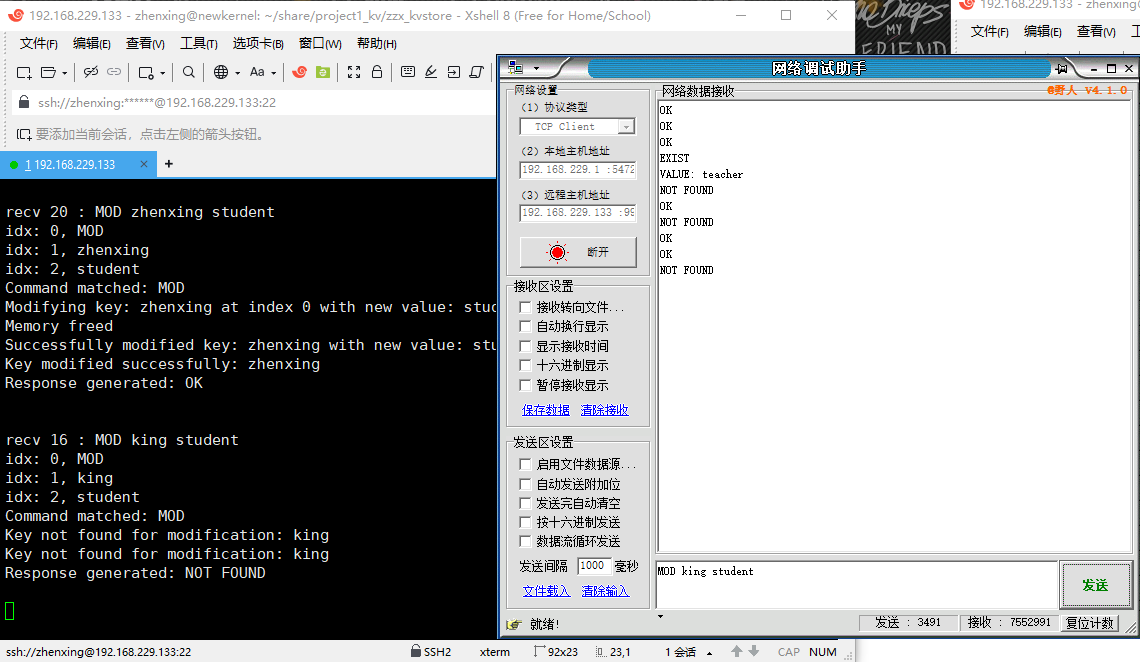 192.168.229.133 - zhenxing@newkernel: ~/share/project1_kv/zzx_kvstore - Xshell 8 (Free for Home/School)
文件(F) 编辑(E) 查看(V) 工具(T) 选项卡(B) 窗口(W) 帮助(H)
Aa
ssh://zhenxing:******@192.168.229.133:22
要添加当前会话，点击左侧的箭头按钮。
1 192.168.229.133 × +
recv 20 : MOD zhenxing student
idx: 0, MOD
idx: 1, zhenxing
idx: 2, student
Command matched: MOD
Modifying key: zhenxing at index 0 with new value: stu
Memory freed
Successfully modified key: zhenxing with new value: stu
Key modified successfully: zhenxing
Response generated: OK
recv 16 : MOD king student
idx: 0, MOD
idx: 1, king
idx: 2, student
Command matched: MOD
Key not found for modification: king
Key not found for modification: king
Response generated: NOT FOUND
ssh://zhenxing@192.168.229.133:22 SSH2 xterm 92x23 23,1 1 会话 CAP NUM
Drops
MY
FRIEND
192.168.229.133 - zhenxing@
文件(F) 编辑(E) 查看(V)
网络调试助手
网络设置
(1) 协议类型
TCP Client
(2) 本地主机地址
192.168.229.1 :5472
(3) 远程主机地址
192.168.229.133 :99
断开
接收区设置
接收转向文件...
自动换行显示
显示接收时间
十六进制显示
暂停接收显示
保存数据 清除接收
发送区设置
启用文件数据源...
自动发送附加位
发送完自动清空
按十六进制发送
数据流循环发送
发送间隔 1000 毫秒
文件载入 清除输入
网络数据接收
@野人 V4.1.0
OK
OK
OK
EXIST
VALUE: teacher
NOT FOUND
OK
NOT FOUND
OK
OK
NOT FOUND
MOD king student
发送
就绪! 发送 : 3491 接收 : 7552991 复位计数